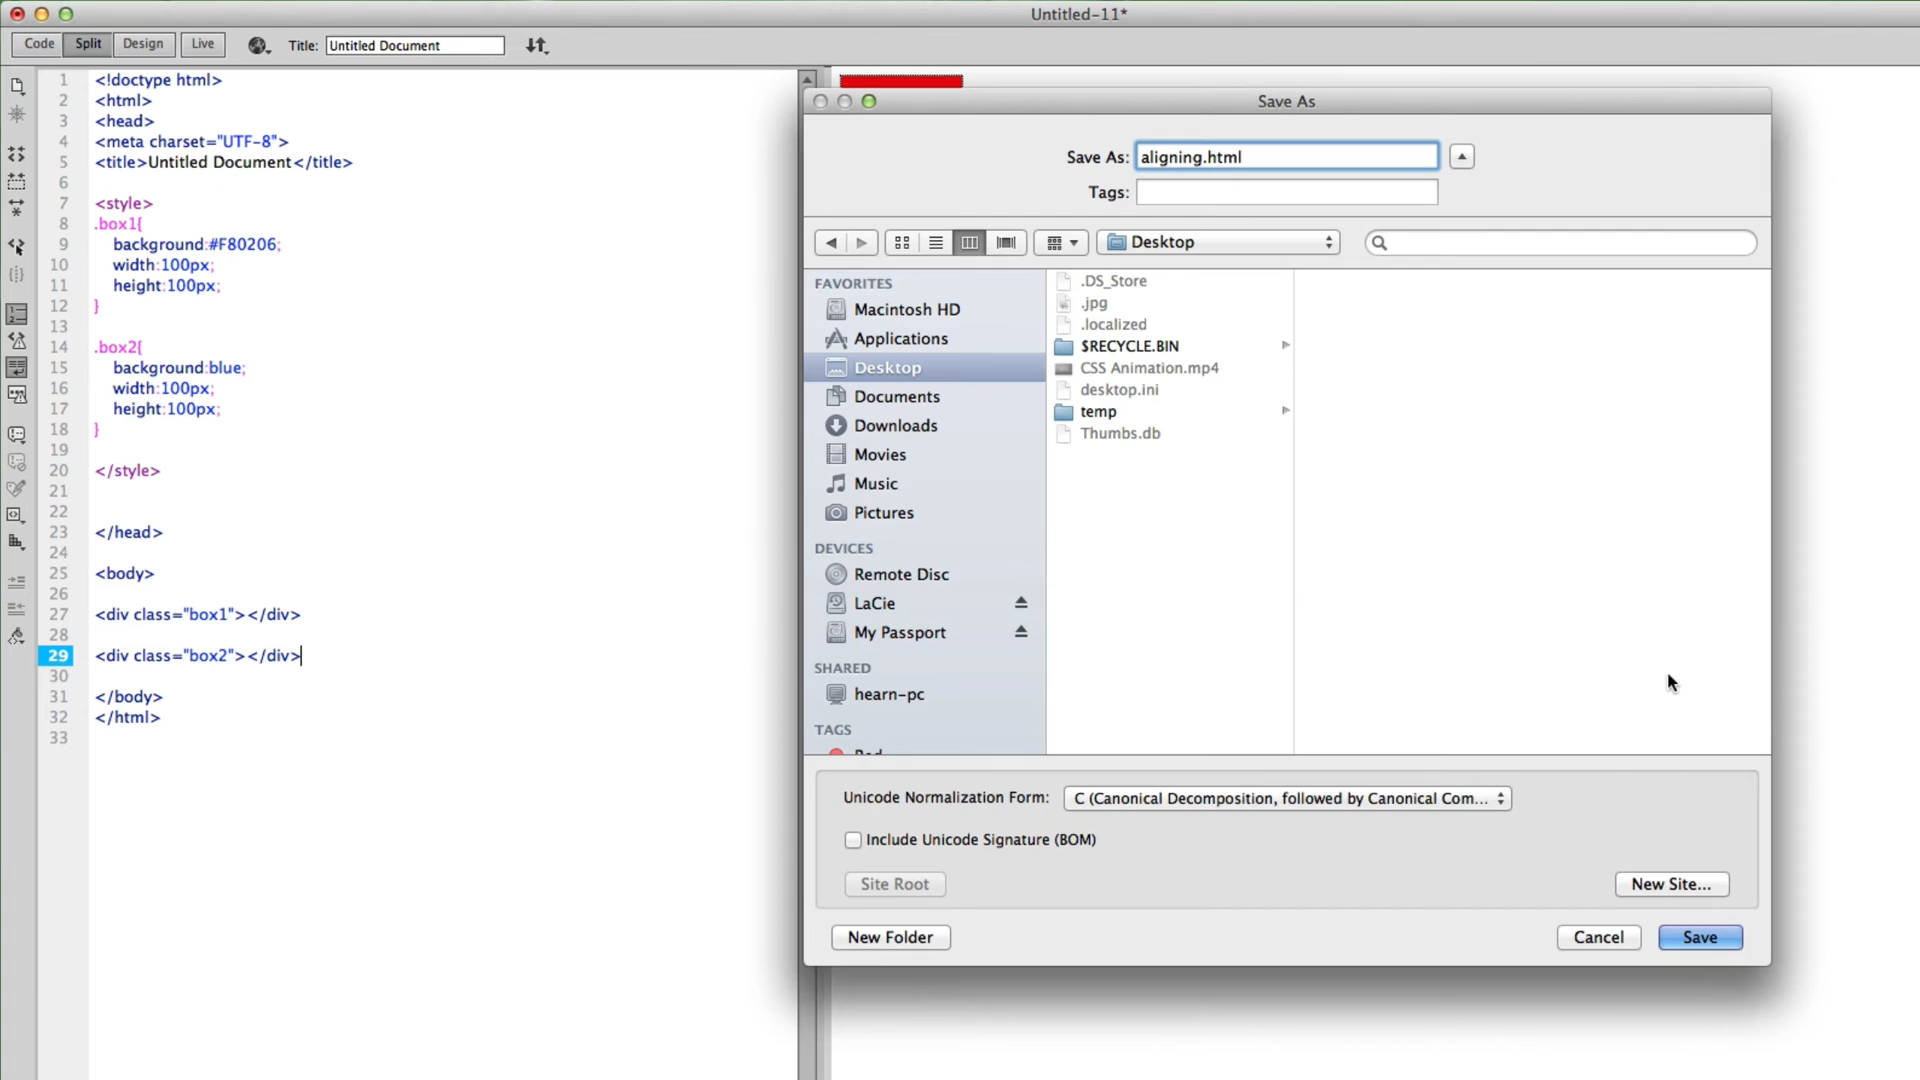 Untitled-11*
Code Split Design Live Title: Untitled Document
1 <!doctype html>
2 <html>
3 <head>
4 <meta charset="UTF-8">
5 <title>Untitled Document</title>
6
7 <style>
8 .box1{
9 background:#F80206;
10 width:100px;
11 height:100px;
12 }
13
14 .box2{
15 background:blue;
16 width:100px;
17 height:100px;
18 }
19
20 </style>
21
22
23 </head>
24
25 <body>
26
27 <div class="box1"></div>
28
29 <div class="box2"></div>
30
31 </body>
32 </html>
33
Save As
Save As: aligning.html
Tags:
Desktop
FAVORITES
Macintosh HD
Applications
Desktop
Documents
Downloads
Movies
Music
Pictures
DEVICES
Remote Disc
LaCie
My Passport
SHARED
hearn-pc
TAGS
Red
.DS_Store
.jpg
.localized
$RECYCLE.BIN
CSS Animation.mp4
desktop.ini
temp
Thumbs.db
Unicode Normalization Form: C (Canonical Decomposition, followed by Canonical Com...
Include Unicode Signature (BOM)
Site Root New Site...
New Folder Cancel Save